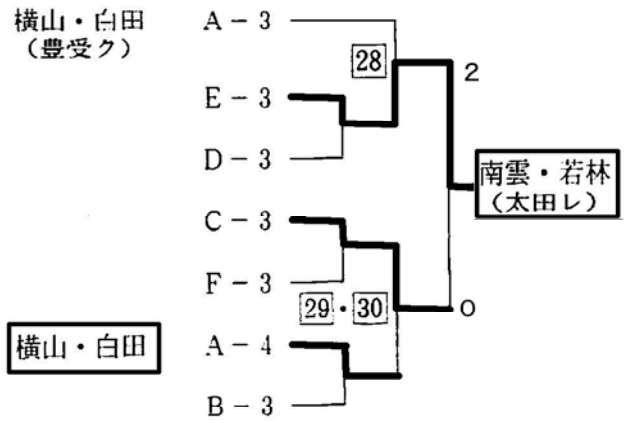 横山・白田
（豊受ク）
A－3
28
2
E－3
D－3
南雲・若林
（太田レ）
C－3
F－3
29・30
0
横山・白田
A－4
B－3